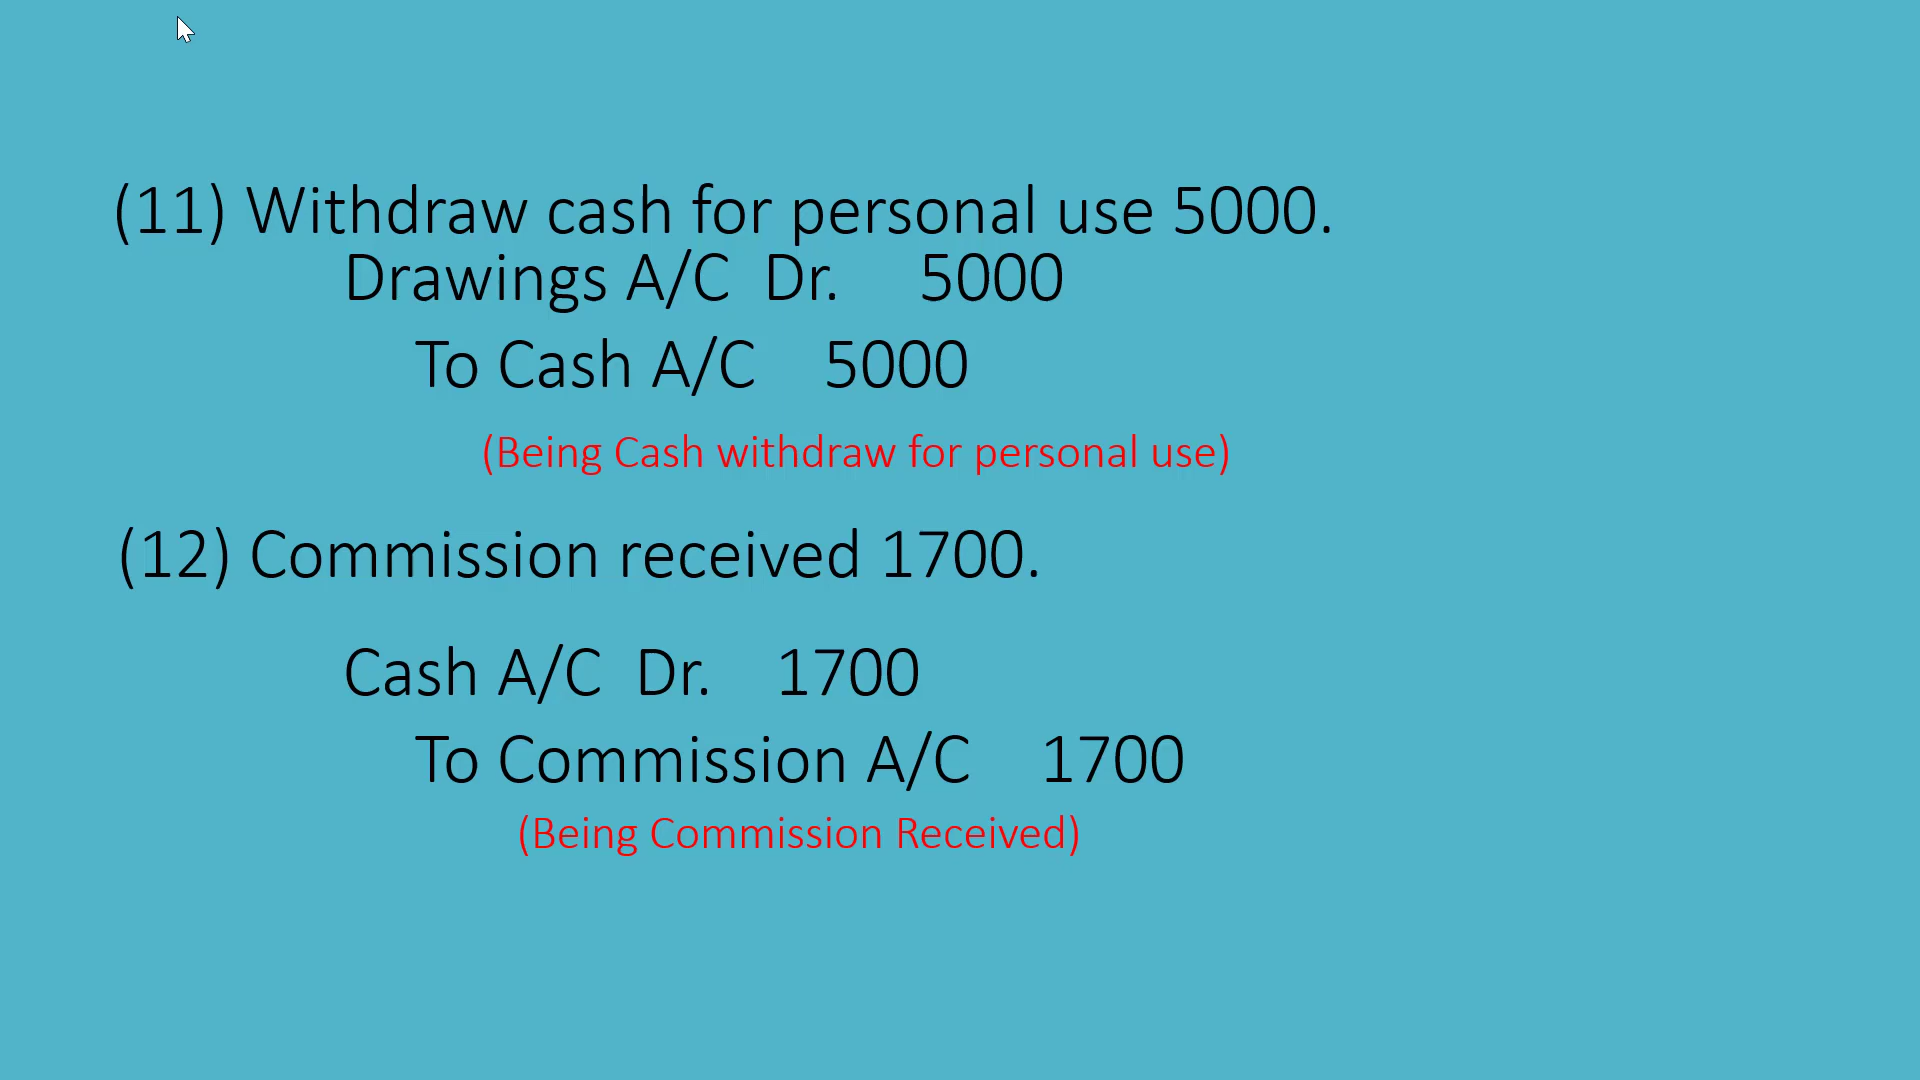 (11) Withdraw cash for personal use 5000.
Drawings A/C Dr. 5000
To Cash A/C 5000
(Being Cash withdraw for personal use)
(12) Commission received 1700.
Cash A/C Dr. 1700
To Commission A/C 1700
(Being Commission Received)